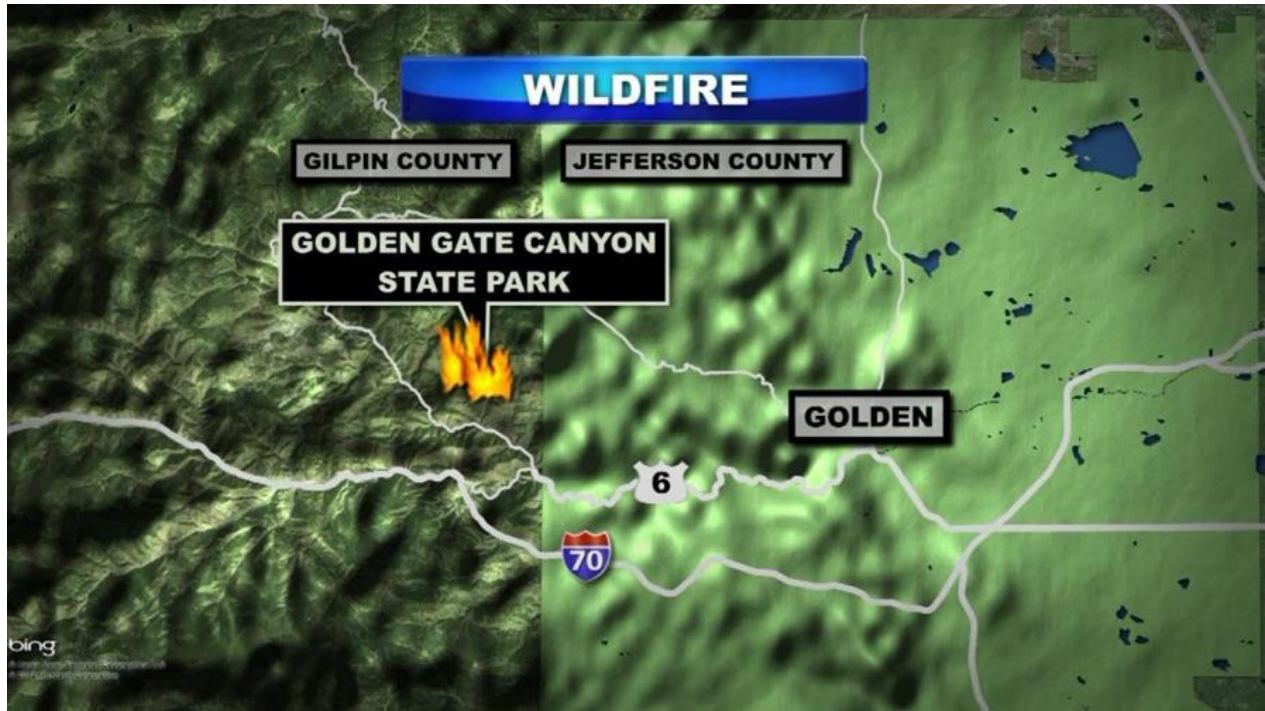 WILDFIRE
GILPIN COUNTY
JEFFERSON COUNTY
GOLDEN GATE CANYON
STATE PARK
GOLDEN
6
70
bing